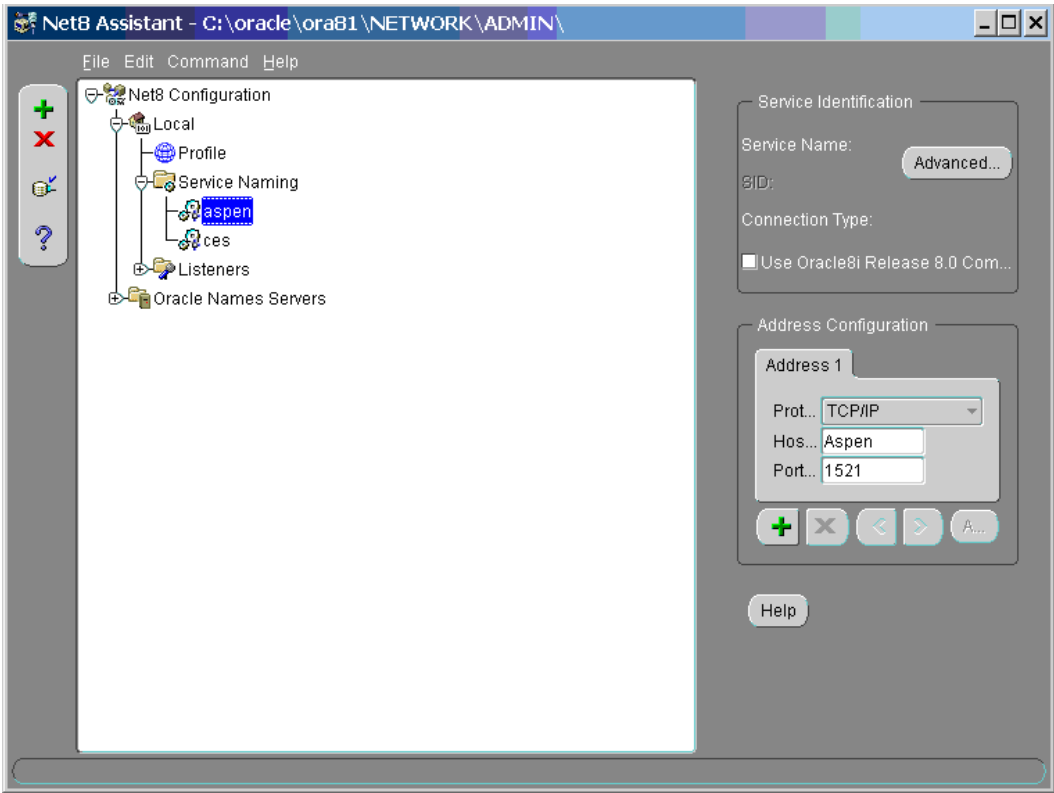 Net8 Assistant - C:\oracle\ora81\NETWORK\ADMIN\
File Edit Command Help
Net8 Configuration
Local
Profile
Service Naming
aspen
ces
Listeners
Oracle Names Servers
Service Identification
Service Name:
Advanced...
SID:
Connection Type:
Use Oracle8i Release 8.0 Com...
Address Configuration
Address 1
Prot... TCP/IP
Hos... Aspen
Port... 1521
A...
Help